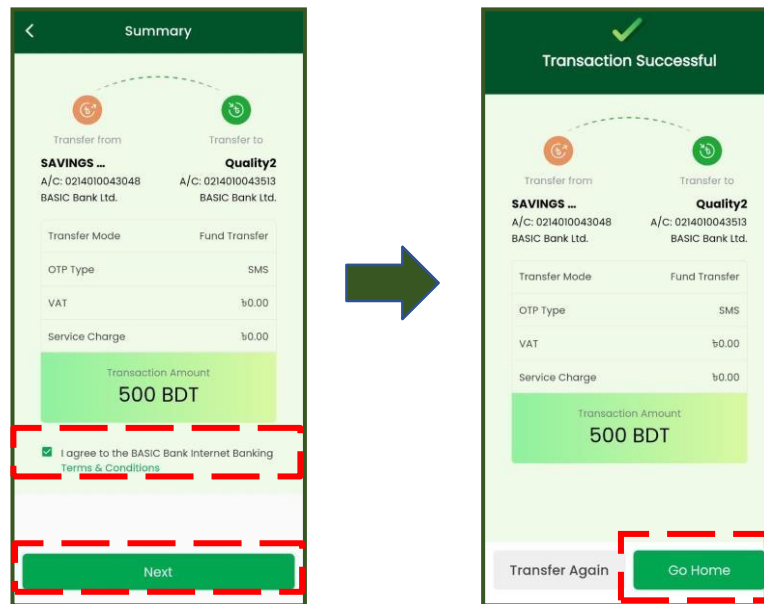 Summary
Transfer from
Transfer to
SAVINGS ...
Quality2
A/C: 0214010043048
A/C: 0214010043513
BASIC Bank Ltd.
BASIC Bank Ltd.
Transfer Mode
Fund Transfer
OTP Type
SMS
VAT
৳0.00
Service Charge
৳0.00
Transaction Amount
500 BDT
I agree to the BASIC Bank Internet Banking
Terms & Conditions
Next
Transaction Successful
Transfer from
Transfer to
SAVINGS ...
Quality2
A/C: 0214010043048
A/C: 0214010043513
BASIC Bank Ltd.
BASIC Bank Ltd.
Transfer Mode
Fund Transfer
OTP Type
SMS
VAT
৳0.00
Service Charge
৳0.00
Transaction Amount
500 BDT
Transfer Again
Go Home